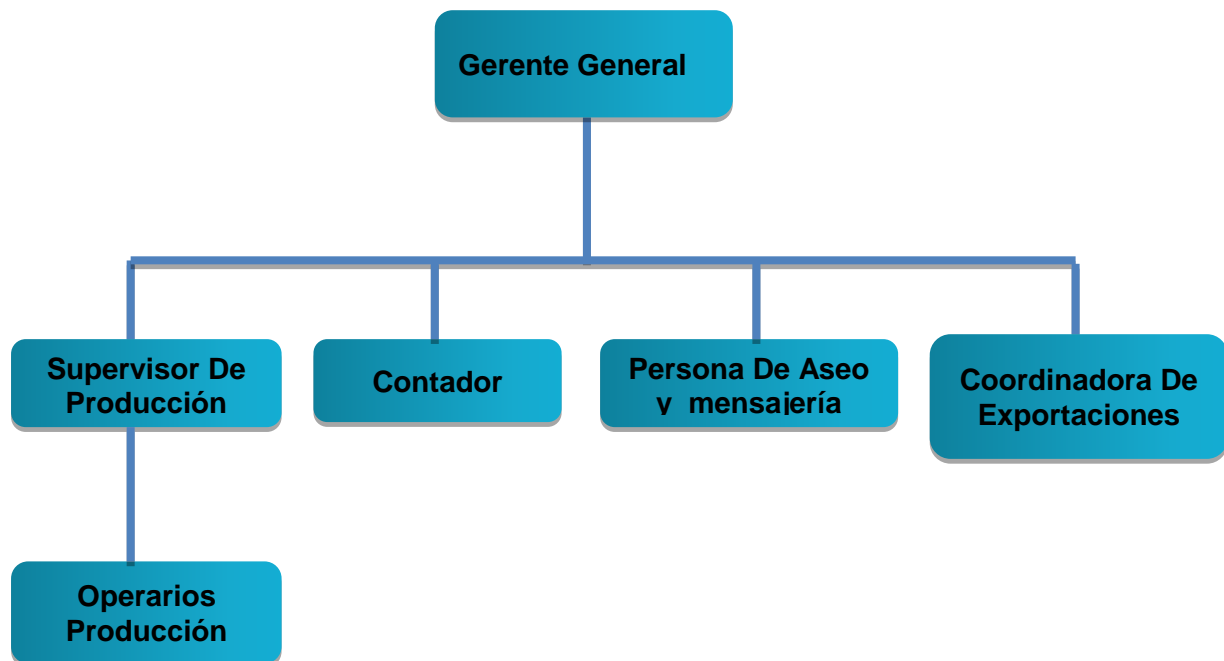 Gerente General
Supervisor De
Producción
Contador
Persona De Aseo
y mensajería
Coordinadora De
Exportaciones
Operarios
Producción